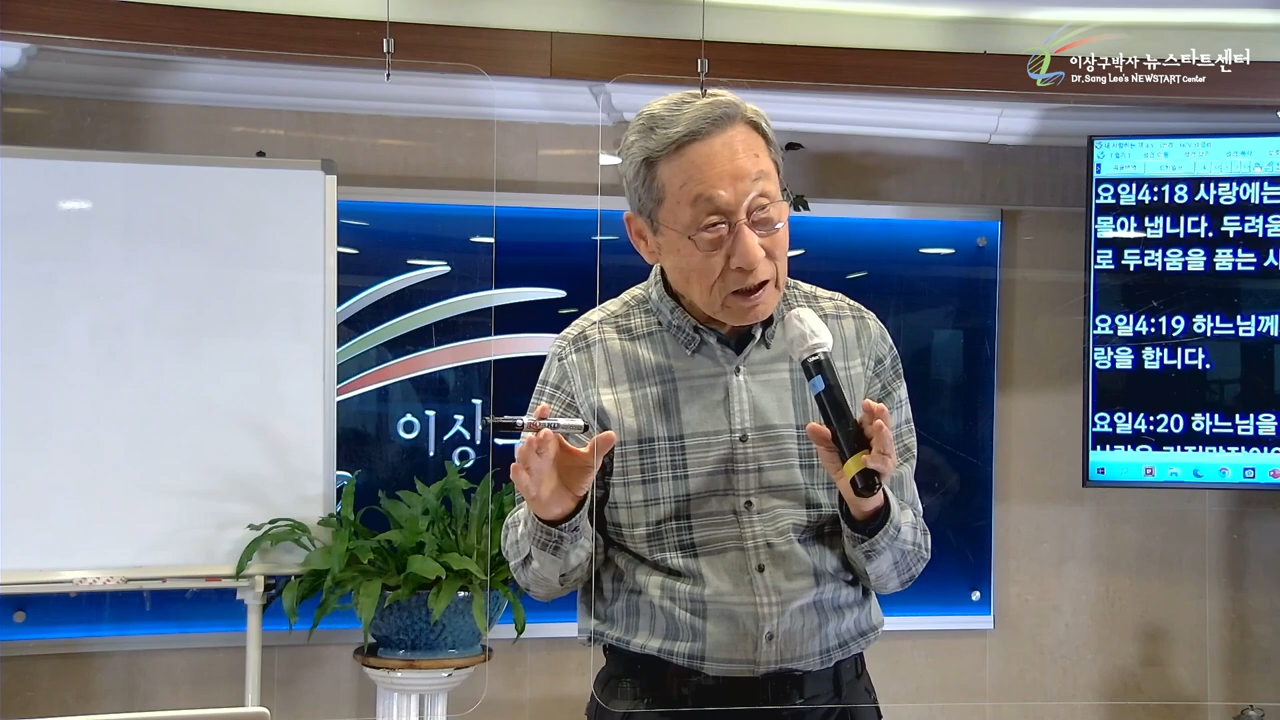 이상구박사 뉴스타트센터
Dr. Sang Lee's NEWSTART Center
요일4:18 사랑에는
몰아 냅니다. 두려움
로 두려움을 품는 사
요일4:19 하느님께
랑을 합니다.
요일4:20 하느님을
이상